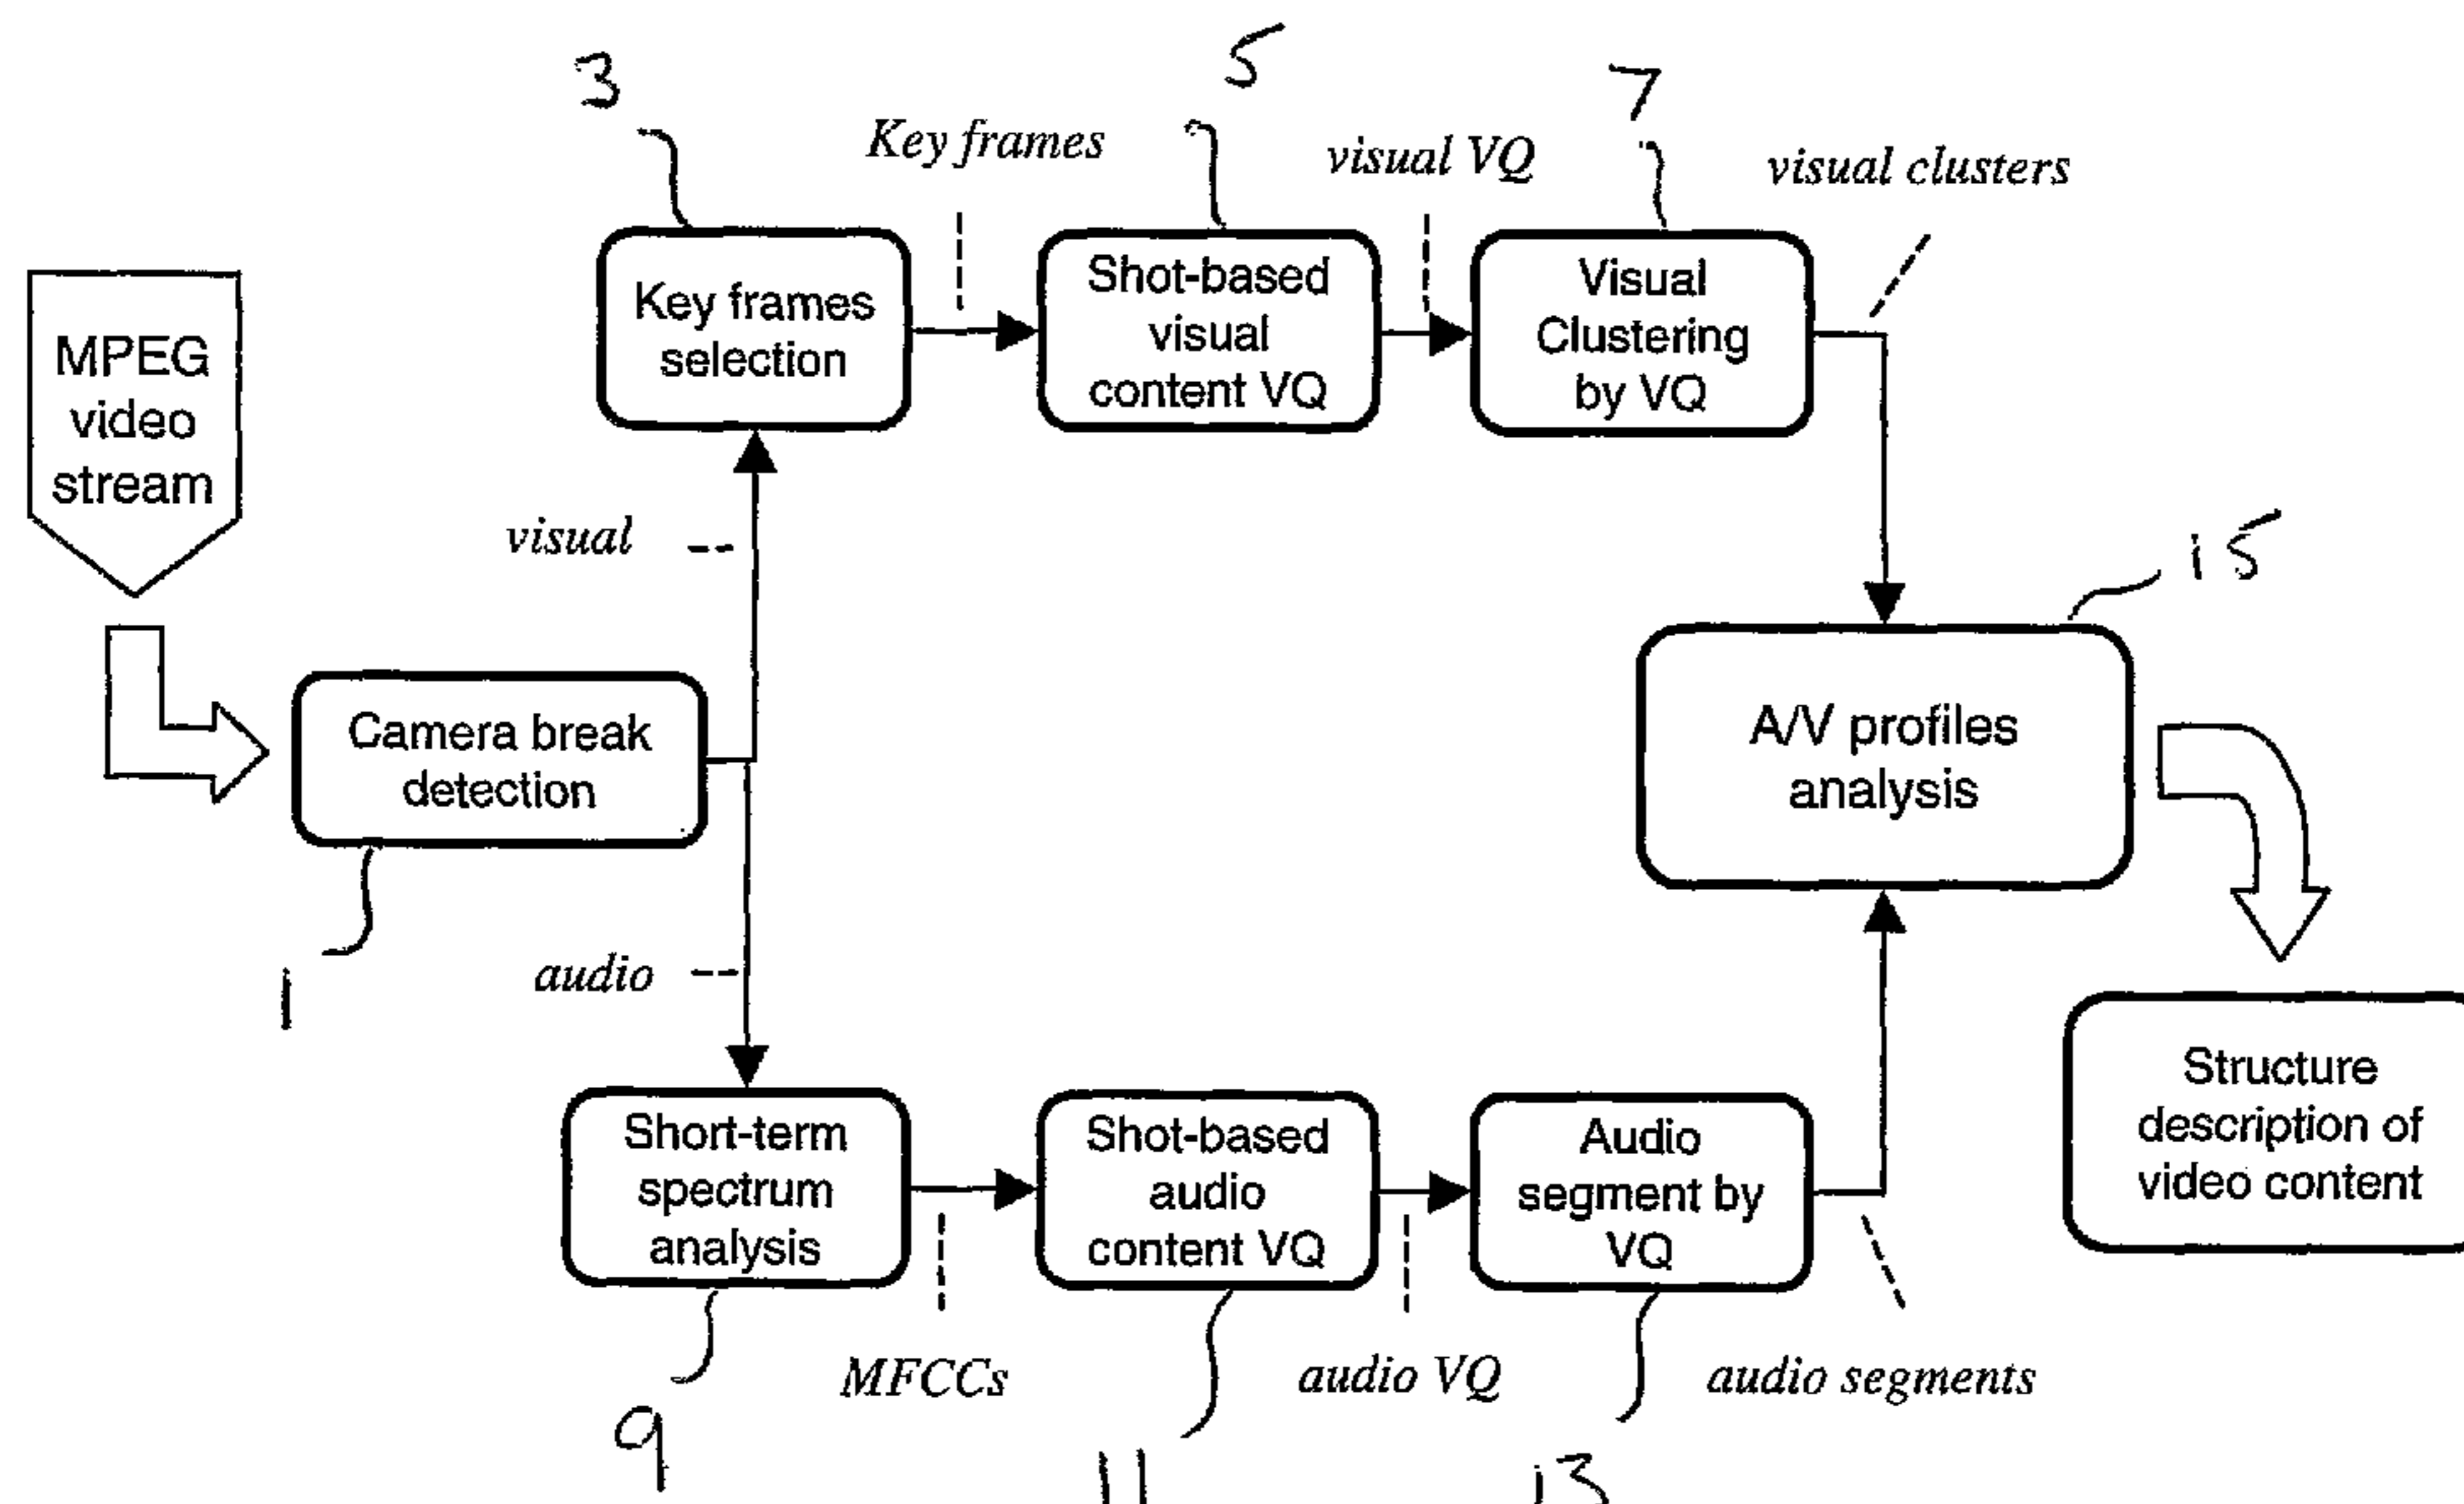 3
5
7
Key frames
visual VQ
visual clusters
MPEG
video
stream
Key frames
selection
Shot-based
visual
content VQ
Visual
Clustering
by VQ
visual
15
Camera break
detection
A/V profiles
analysis
1
audio
Short-term
spectrum
analysis
Shot-based
audio
content VQ
Audio
segment by
VQ
Structure
description of
video content
MFCCs
audio VQ
audio segments
9
11
13